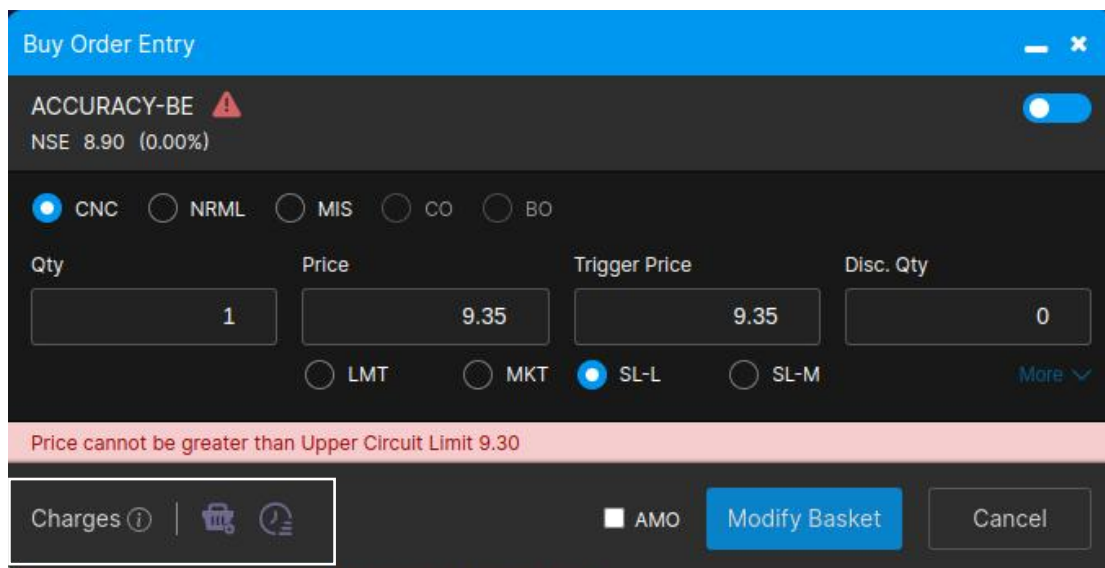 Buy Order Entry
ACCURACY-BE
NSE 8.90 (0.00%)
CNC NRML MIS CO BO
Qty Price Trigger Price Disc. Qty
1 9.35 9.35 0
LMT MKT SL-L SL-M More
Price cannot be greater than Upper Circuit Limit 9.30
Charges AMO Modify Basket Cancel